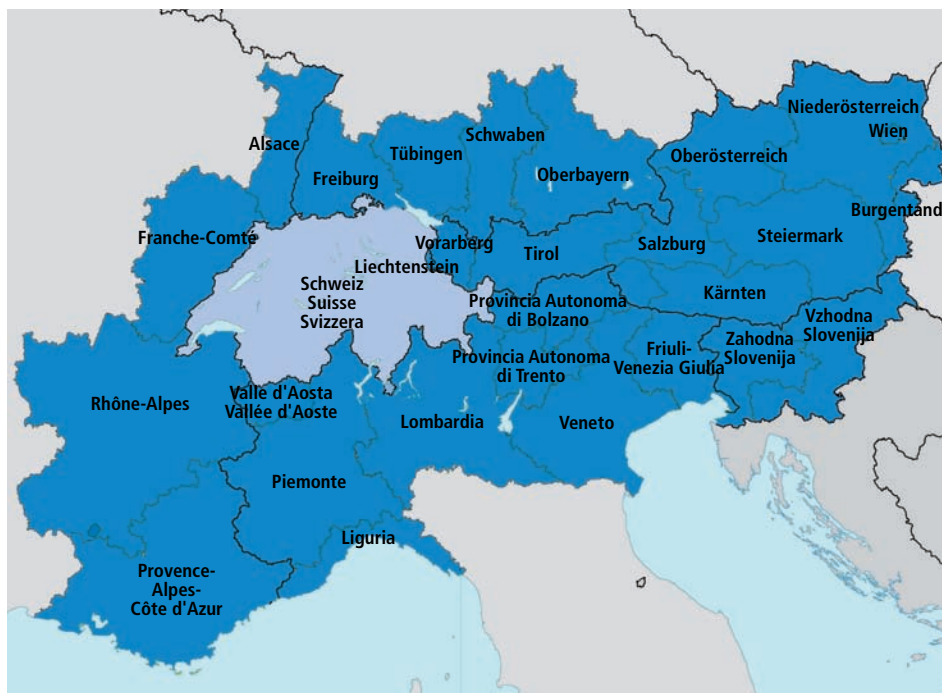 Niederösterreich
Wien
Schwaben
Alsace
Tübingen
Oberösterreich
Freiburg
Oberbayern
Burgentand
Franche-Comté
Vorarberg
Tirol
Salzburg
Steiermark
Liechtenstein
Schweiz
Suisse
Svizzera
Kärnten
Provincia Autonoma
di Bolzano
Vzhodna
Slovenija
Zahodna
Slovenija
Provincia Autonoma
di Trento
Friuli-
Venezia Giulia
Rhône-Alpes
Valle d'Aosta
Vallée d'Aoste
Lombardia
Veneto
Piemonte
Liguria
Provence-
Alpes-
Côte d'Azur